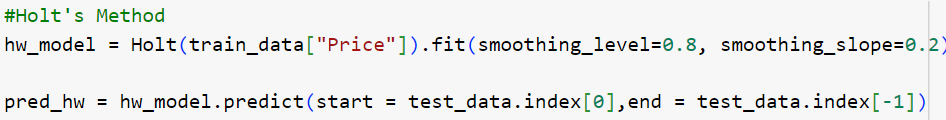 #Holt's Method
hw_model = Holt(train_data["Price"]).fit(smoothing_level=0.8, smoothing_slope=0.2)
pred_hw = hw_model.predict(start = test_data.index[0],end = test_data.index[-1])